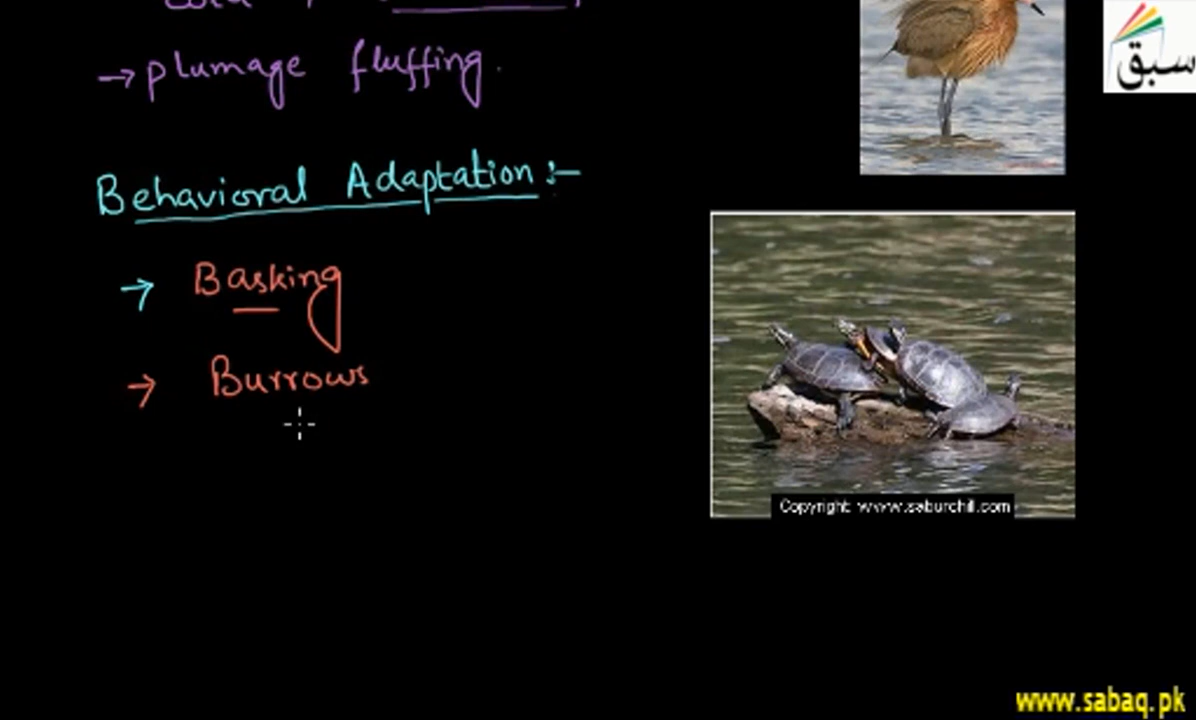 سبق
→ plumage fluffing.
Behavioral Adaptation :-
→ Basking
→ Burrows
Copyright: www.saburchill.com
www.sabaq.pk